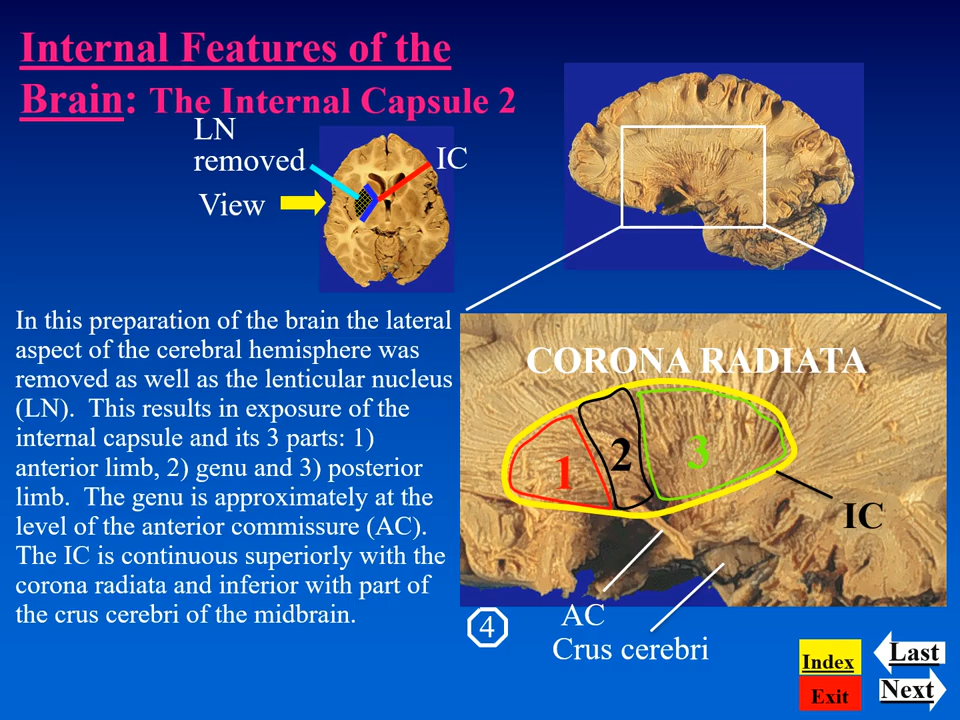 Internal Features of the
Brain: The Internal Capsule 2
LN
removed
IC
View
In this preparation of the brain the lateral
aspect of the cerebral hemisphere was
removed as well as the lenticular nucleus
(LN).  This results in exposure of the
internal capsule and its 3 parts: 1)
anterior limb, 2) genu and 3) posterior
limb.  The genu is approximately at the
level of the anterior commissure (AC).
The IC is continuous superiorly with the
corona radiata and inferior with part of
the crus cerebri of the midbrain.
CORONA RADIATA
1
2
3
IC
AC
Crus cerebri
4
Index
Exit
Last
Next